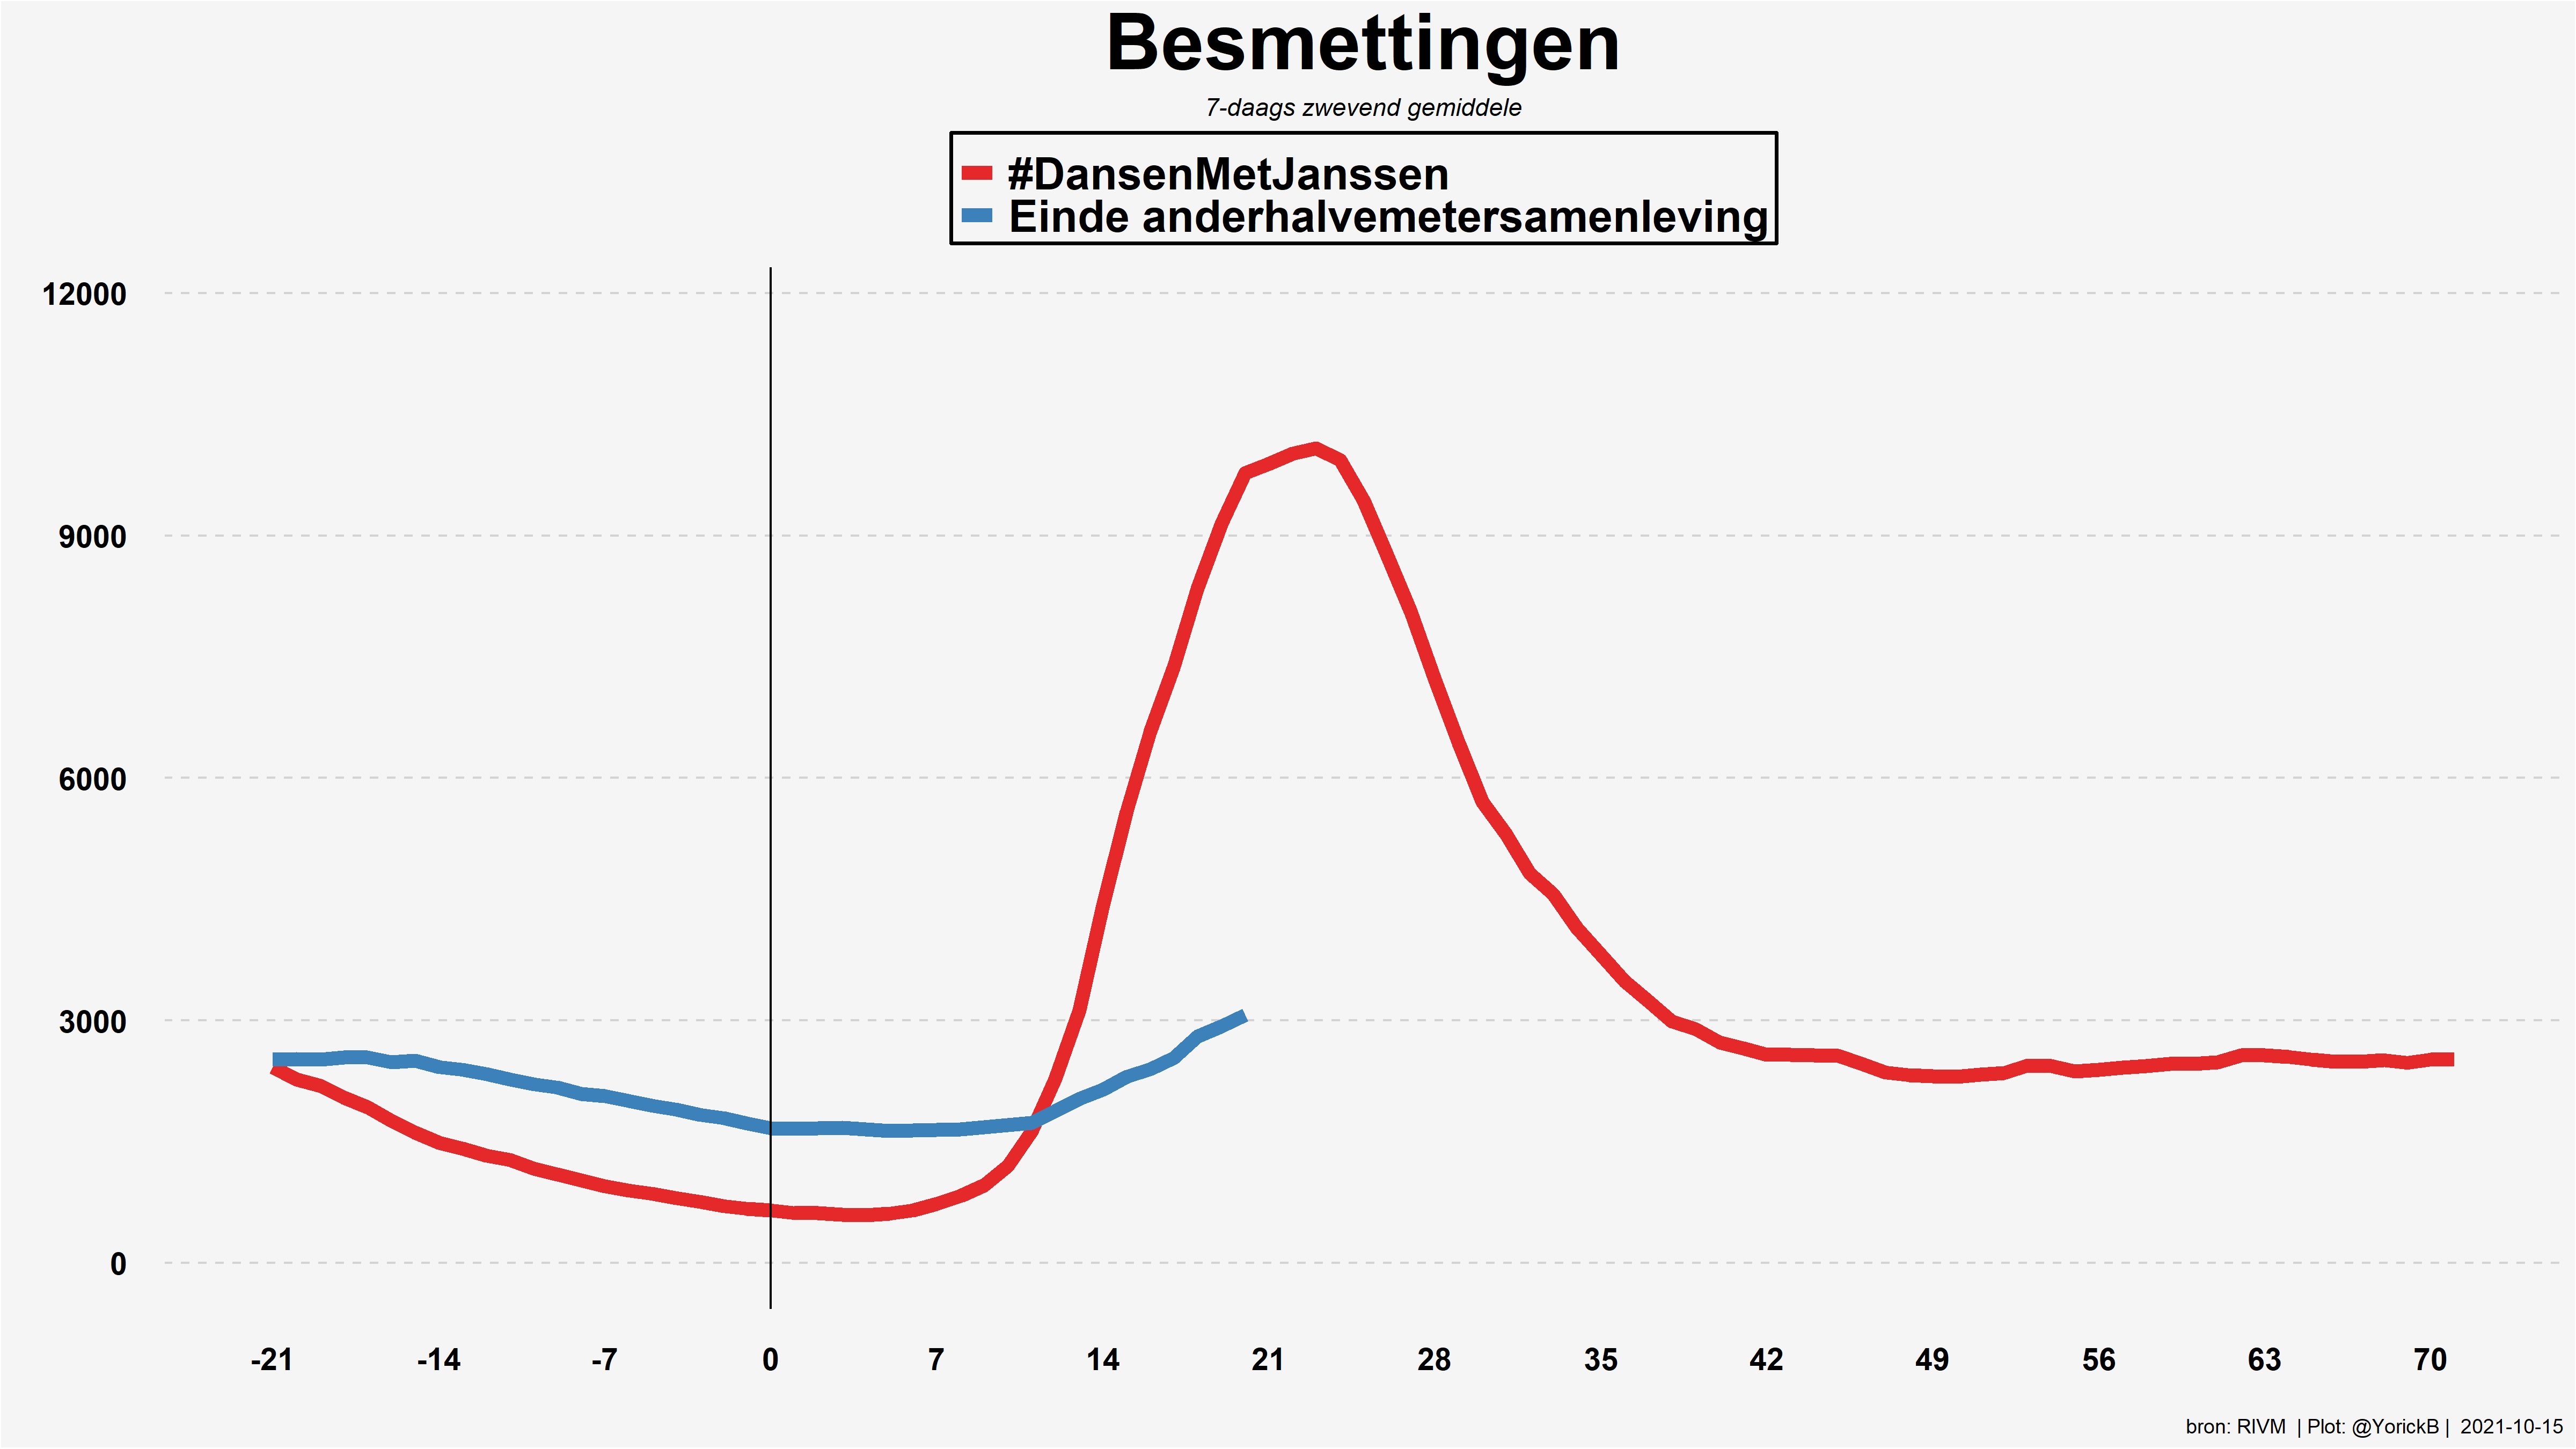 Besmettingen
7-daags zwevend gemiddele
#DansenMetJanssen
Einde anderhalvemetersamenleving
12000
9000
6000
3000
0
-21 -14 -7 0 7 14 21 28 35 42 49 56 63 70
bron: RIVM | Plot: @YorickB | 2021-10-15